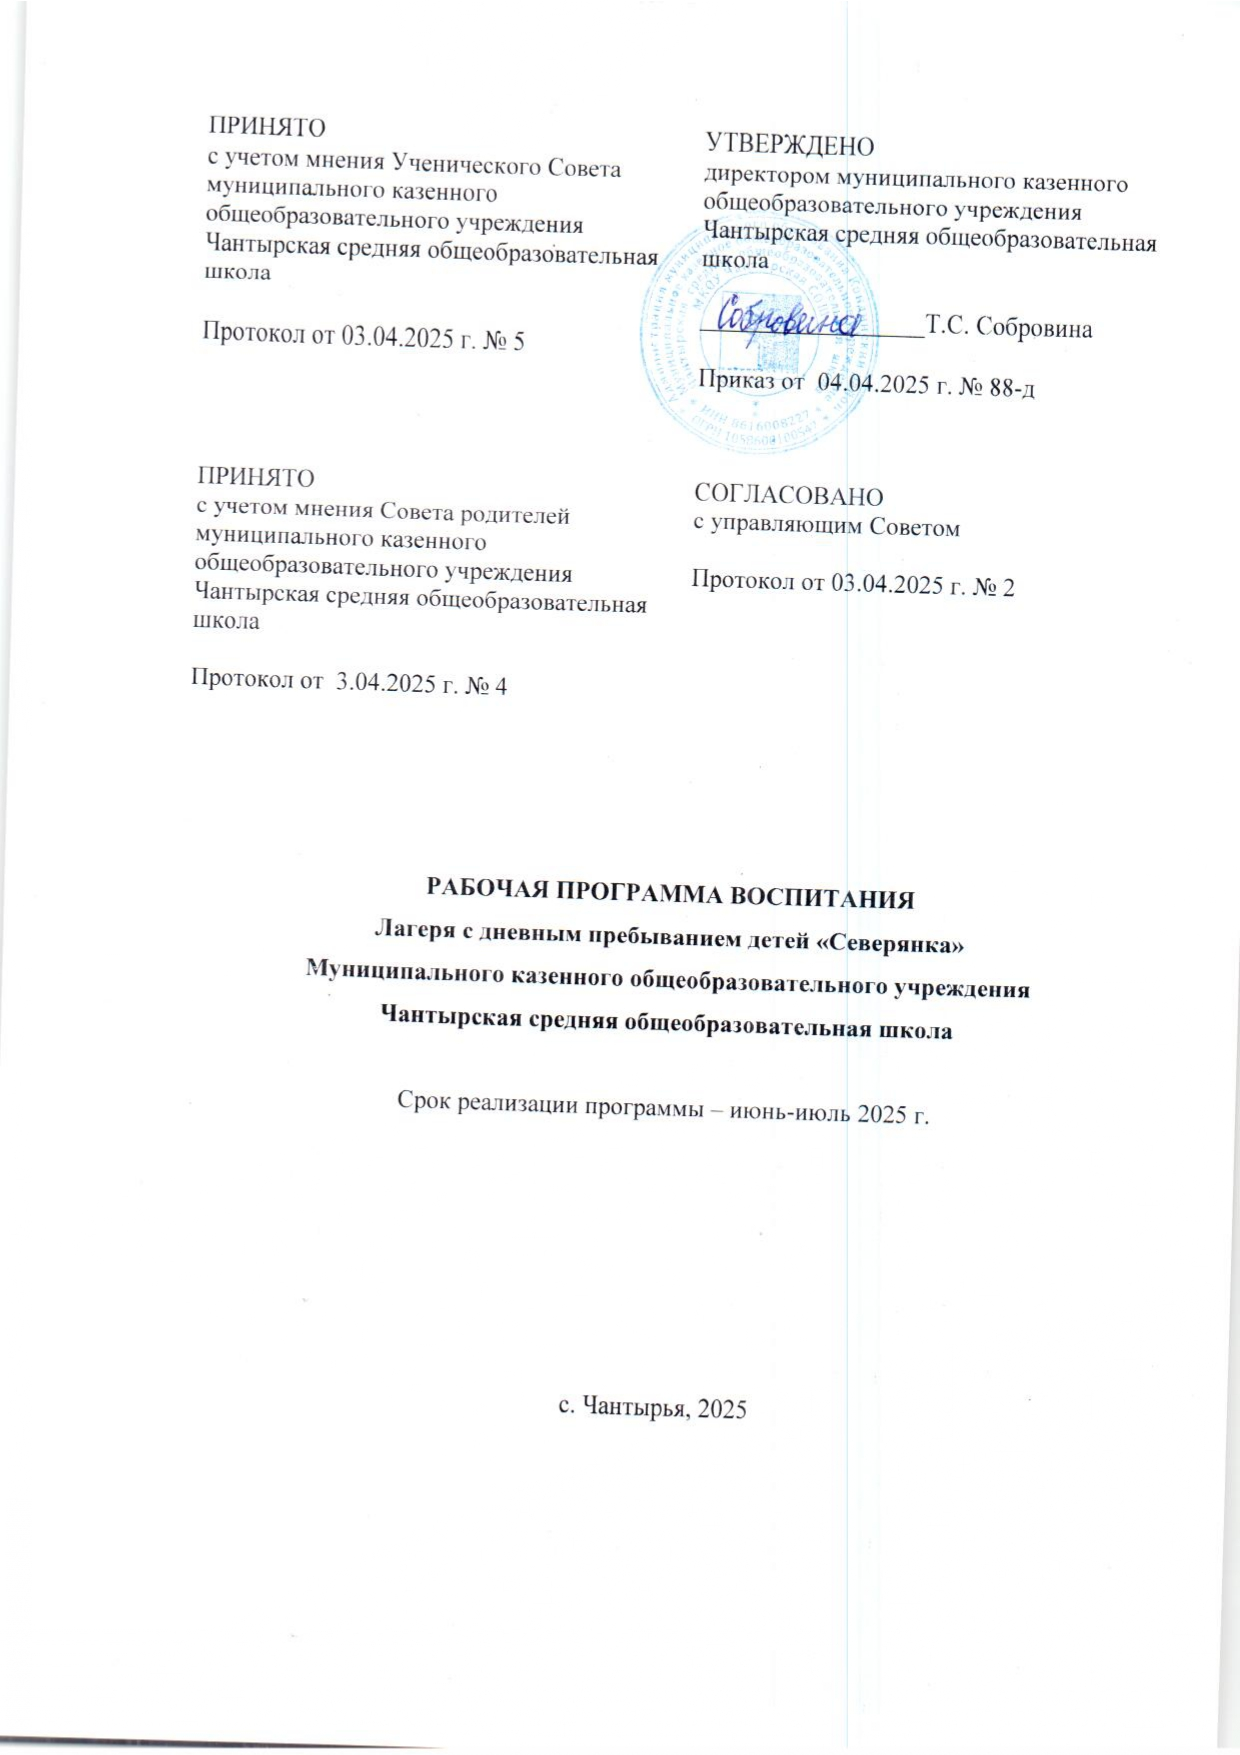 ПРИНЯТО
с учетом мнения Ученического Совета
муниципального казенного
общеобразовательного учреждения
Чантырская средняя общеобразовательная
школа
Протокол от 03.04.2025 г. № 5
УТВЕРЖДЕНО
директором муниципального казенного
общеобразовательного учреждения
Чантырская средняя общеобразовательная
школа
Собровина Т.С. Собровина
Приказ от 04.04.2025 г. № 88-д
ИНН 8616008227
ПРИНЯТО
с учетом мнения Совета родителей
муниципального казенного
общеобразовательного учреждения
Чантырская средняя общеобразовательная
школа
Протокол от 3.04.2025 г. № 4
СОГЛАСОВАНО
с управляющим Советом
Протокол от 03.04.2025 г. № 2
РАБОЧАЯ ПРОГРАММА ВОСПИТАНИЯ
Лагеря с дневным пребыванием детей «Северянка»
Муниципального казенного общеобразовательного учреждения
Чантырская средняя общеобразовательная школа
Срок реализации программы – июнь-июль 2025 г.
с. Чантырья, 2025